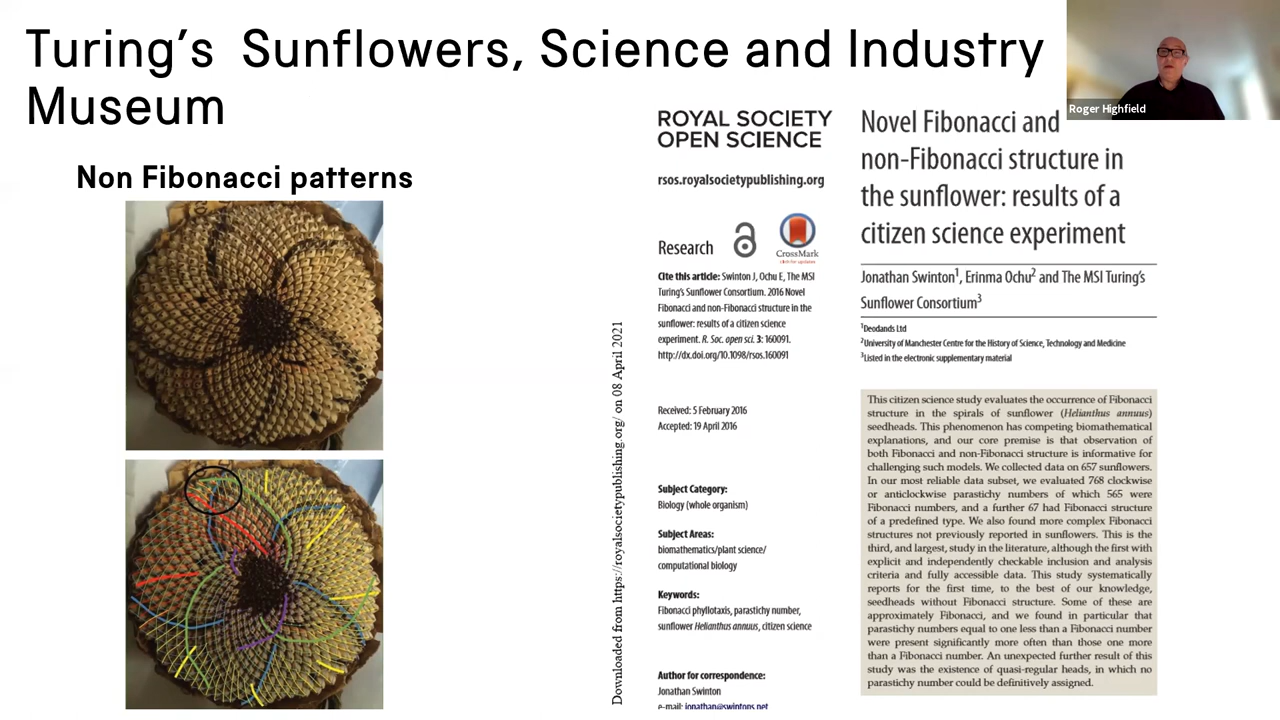 Turing's Sunflowers, Science and Industry
Museum
Roger Highfield
Non Fibonacci patterns
Downloaded from https://royalsocietypublishing.org/ on 08 April 2021
ROYAL SOCIETY
OPEN SCIENCE
rsos.royalsocietypublishing.org
Research
CrossMark
click for updates
Cite this article: Swinton J, Ochu E, The MSI
Turing's Sunflower Consortium. 2016 Novel
Fibonacci and non-Fibonacci structure in the
sunflower: results of a citizen science
experiment. R. Soc. open sci. 3: 160091.
http://dx.doi.org/10.1098/rsos.160091
Received: 5 February 2016
Accepted: 19 April 2016
Subject Category:
Biology (whole organism)
Subject Areas:
biomathematics/plant science/
computational biology
Keywords:
Fibonacci phyllotaxis, parastichy number,
sunflower Helianthus annuus, citizen science
Author for correspondence:
Jonathan Swinton
e-mail: jonathan@swintons.net
Novel Fibonacci and
non-Fibonacci structure in
the sunflower: results of a
citizen science experiment
Jonathan Swinton1, Erinma Ochu2 and The MSI Turing's
Sunflower Consortium3
1Deodands Ltd
2University of Manchester Centre for the History of Science, Technology and Medicine
3Listed in the electronic supplementary material
This citizen science study evaluates the occurrence of Fibonacci
structure in the spirals of sunflower (Helianthus annuus)
seedheads. This phenomenon has competing biomathematical
explanations, and our core premise is that observation of
both Fibonacci and non-Fibonacci structure is informative for
challenging such models. We collected data on 657 sunflowers.
In our most reliable data subset, we evaluated 768 clockwise
or anticlockwise parastichy numbers of which 565 were
Fibonacci numbers, and a further 67 had Fibonacci structure
of a predefined type. We also found more complex Fibonacci
structures not previously reported in sunflowers. This is the
third, and largest, study in the literature, although the first with
explicit and independently checkable inclusion and analysis
criteria and fully accessible data. This study systematically
reports for the first time, to the best of our knowledge,
seedheads without Fibonacci structure. Some of these are
approximately Fibonacci, and we found in particular that
parastichy numbers equal to one less than a Fibonacci number
were present significantly more often than those one more
than a Fibonacci number. An unexpected further result of this
study was the existence of quasi-regular heads, in which no
parastichy number could be definitively assigned.